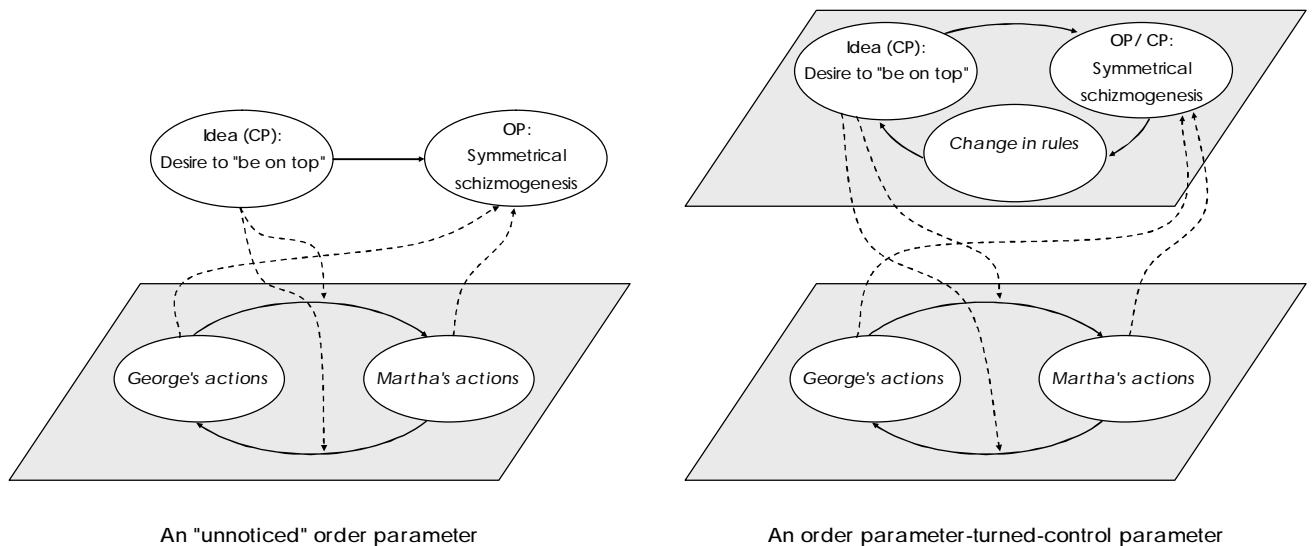 Idea (CP):
Desire to "be on top"
OP:
Symmetrical
schizmogenesis
George's actions
Martha's actions
An "unnoticed" order parameter
Idea (CP):
Desire to "be on top"
OP/ CP:
Symmetrical
schizmogenesis
Change in rules
George's actions
Martha's actions
An order parameter-turned-control parameter